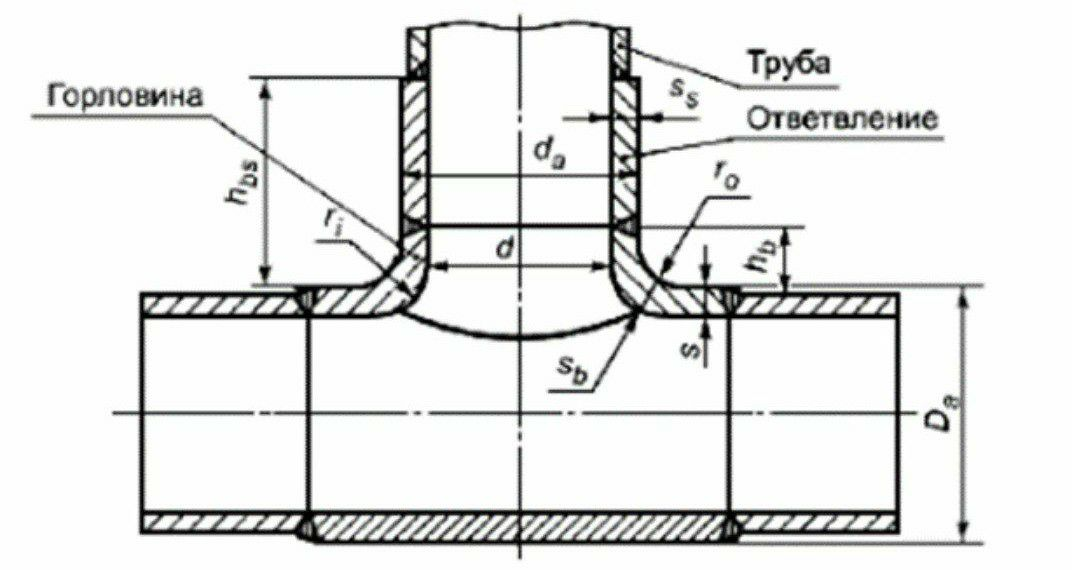 Труба
Горловина
s_s
Ответвление
d_a
r_o
h_bs
r_i
d
h_b
s
s_b
D_a